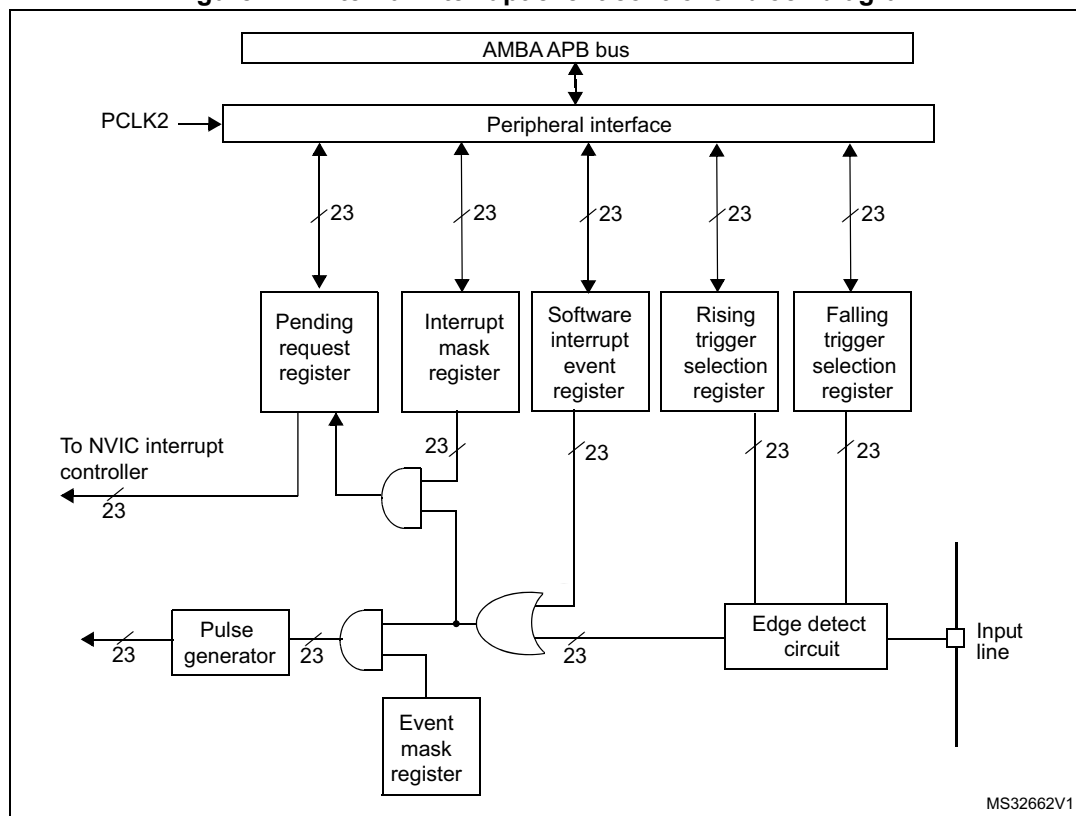 AMBA APB bus
PCLK2
Peripheral interface
23
23
23
23
23
Pending
request
register
Interrupt
mask
register
Software
interrupt
event
register
Rising
trigger
selection
register
Falling
trigger
selection
register
To NVIC interrupt
controller
23
23
23
23
23
Pulse
generator
23
23
23
Edge detect
circuit
Input
line
Event
mask
register
MS32662V1